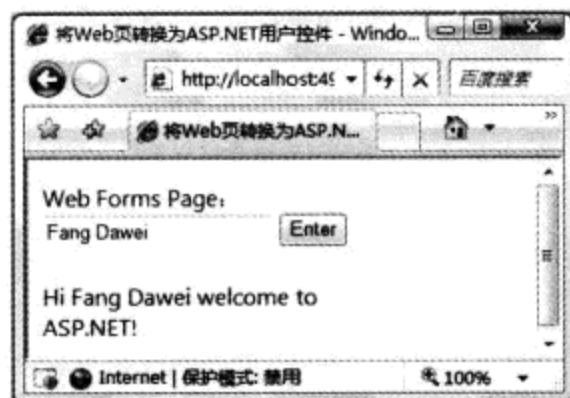 将Web页转换为ASP.NET用户控件 - Windo...
http://localhost:49
百度搜索
将Web页转换为ASP.N...
Web Forms Page:
Fang Dawei
Enter
Hi Fang Dawei welcome to
ASP.NET!
Internet | 保护模式: 禁用
100%